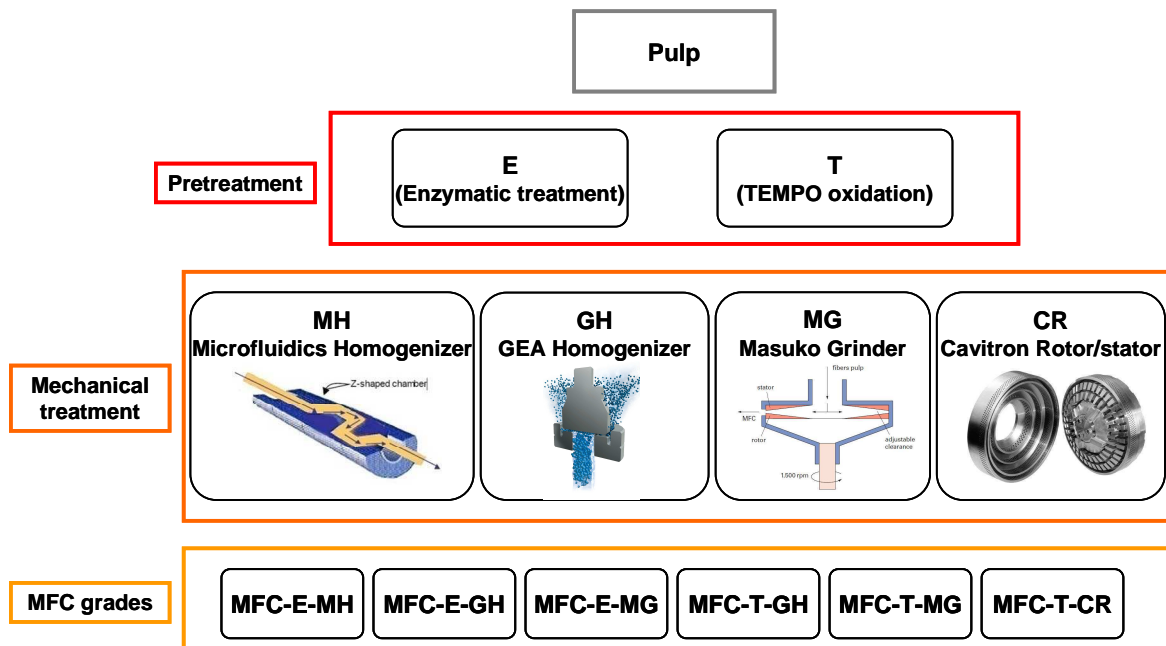 Pulp
Pretreatment
E
(Enzymatic treatment)
T
(TEMPO oxidation)
Mechanical
treatment
MH
Microfluidics Homogenizer
Z-shaped chamber
GH
GEA Homogenizer
MG
Masuko Grinder
fibers pulp
stator
MFC
rotor
adjustable
clearance
1,500 rpm
CR
Cavitron Rotor/stator
MFC grades
MFC-E-MH
MFC-E-GH
MFC-E-MG
MFC-T-GH
MFC-T-MG
MFC-T-CR